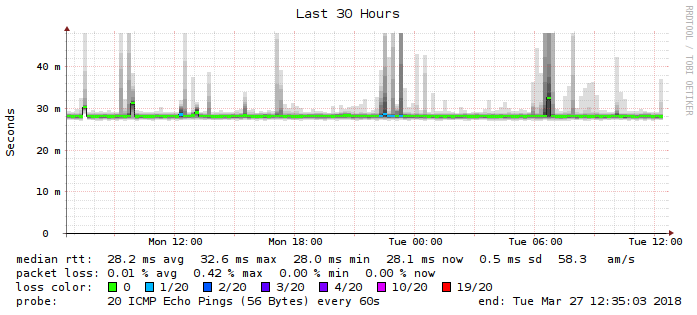 Last 30 Hours
RRDTOOL / TOBI OETIKER
Seconds
40 m
30 m
20 m
10 m
0
Mon 12:00 Mon 18:00 Tue 00:00 Tue 06:00 Tue 12:00
median rtt: 28.2 ms avg 32.6 ms max 28.0 ms min 28.1 ms now 0.5 ms sd 58.3 am/s
packet loss: 0.01 % avg 0.42 % max 0.00 % min 0.00 % now
loss color: 0 1/20 2/20 3/20 4/20 10/20 19/20
probe: 20 ICMP Echo Pings (56 Bytes) every 60s end: Tue Mar 27 12:35:03 2018